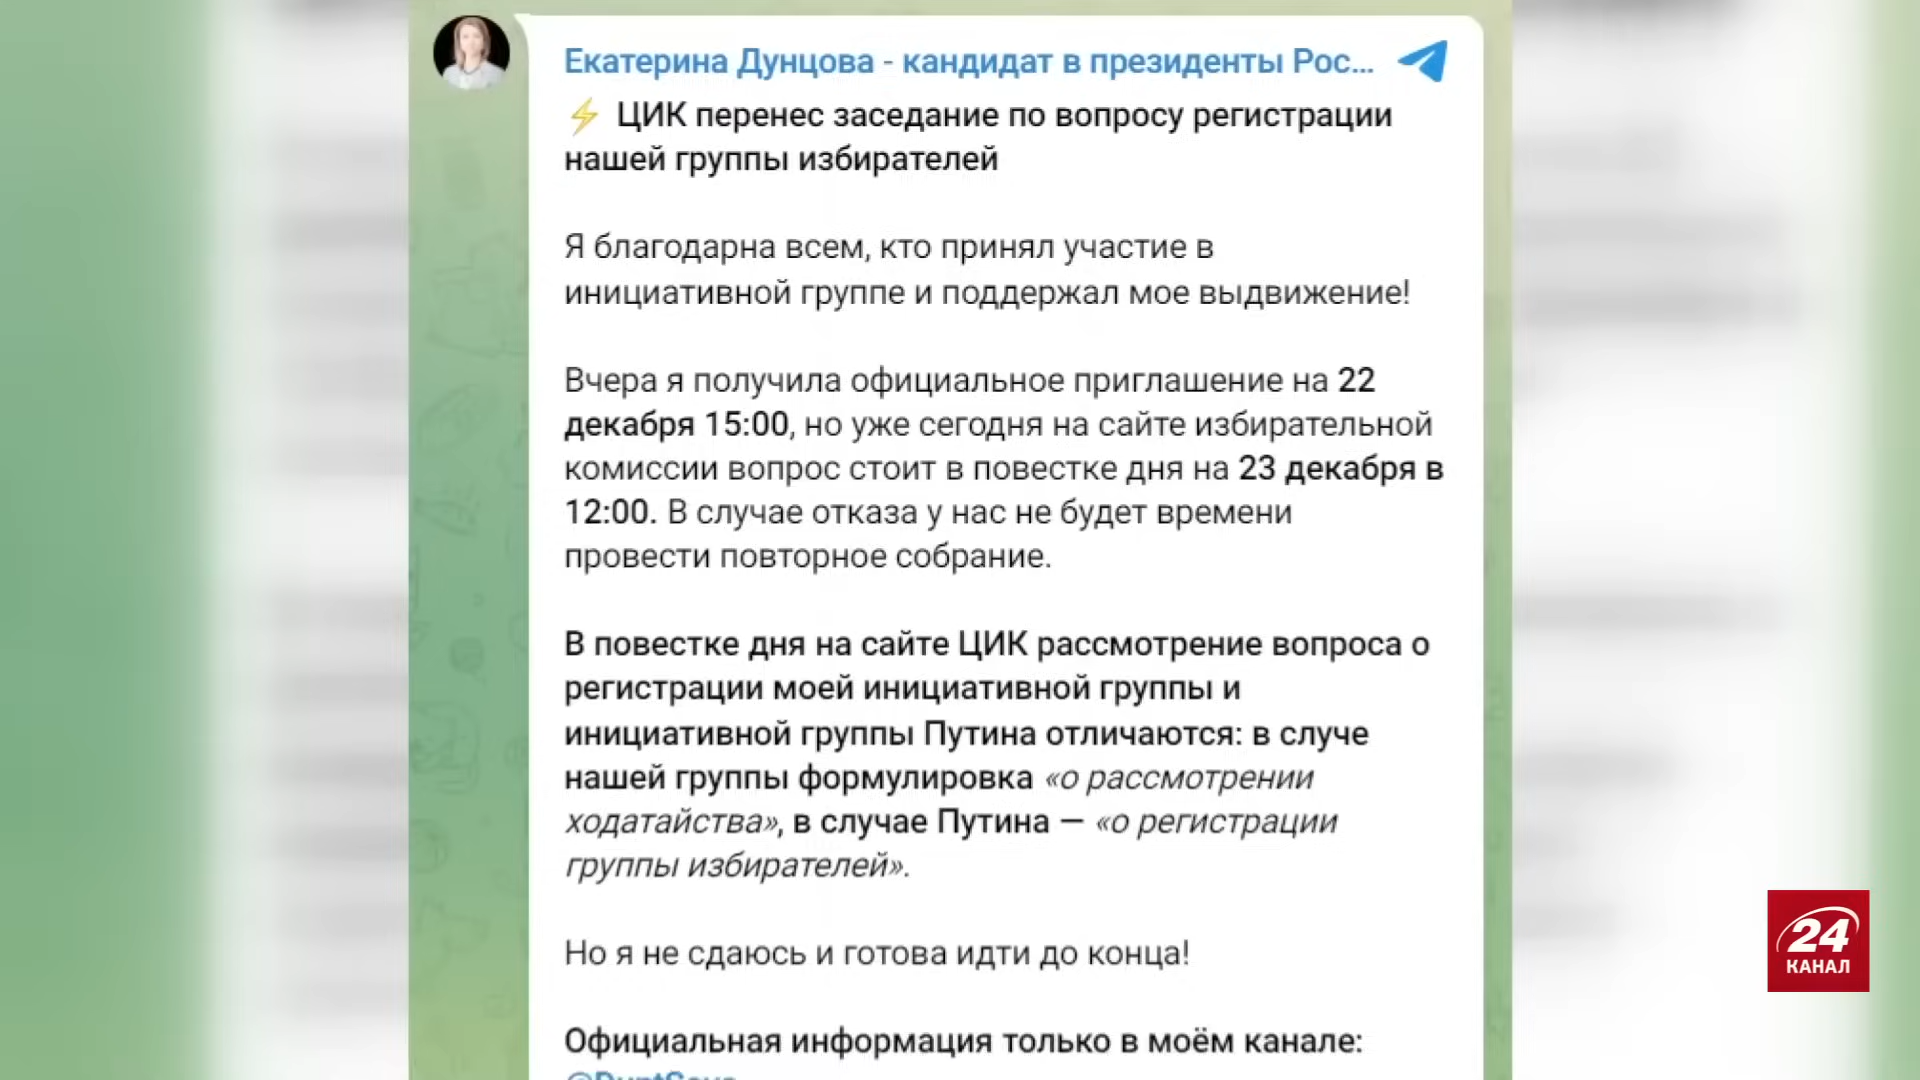 Екатерина Дунцова - кандидат в президенты Рос...
⚡ ЦИК перенес заседание по вопросу регистрации
нашей группы избирателей
Я благодарна всем, кто принял участие в
инициативной группе и поддержал мое выдвижение!
Вчера я получила официальное приглашение на 22
декабря 15:00, но уже сегодня на сайте избирательной
комиссии вопрос стоит в повестке дня на 23 декабря в
12:00. В случае отказа у нас не будет времени
провести повторное собрание.
В повестке дня на сайте ЦИК рассмотрение вопроса о
регистрации моей инициативной группы и
инициативной группы Путина отличаются: в случе
нашей группы формулировка «о рассмотрении
ходатайства», в случае Путина — «о регистрации
группы избирателей».
Но я не сдаюсь и готова идти до конца!
Официальная информация только в моём канале:
24
КАНАЛ